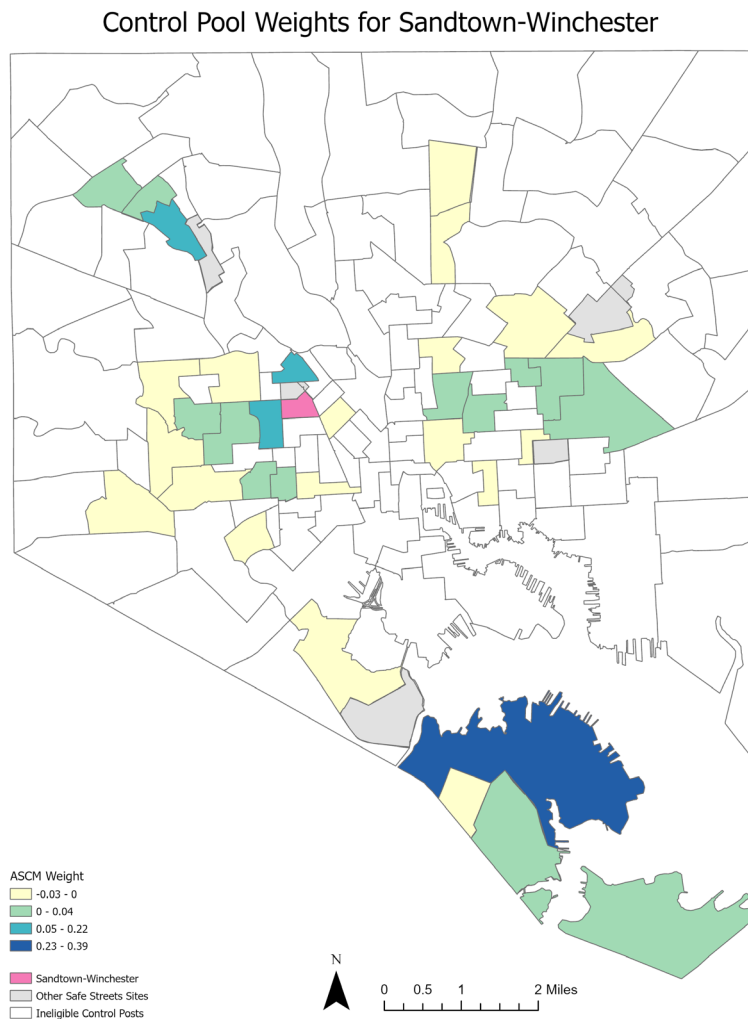 Control Pool Weights for Sandtown-Winchester
ASCM Weight
-0.03 - 0
0 - 0.04
0.05 - 0.22
0.23 - 0.39
Sandtown-Winchester
Other Safe Streets Sites
Ineligible Control Posts
N
0 0.5 1 2 Miles